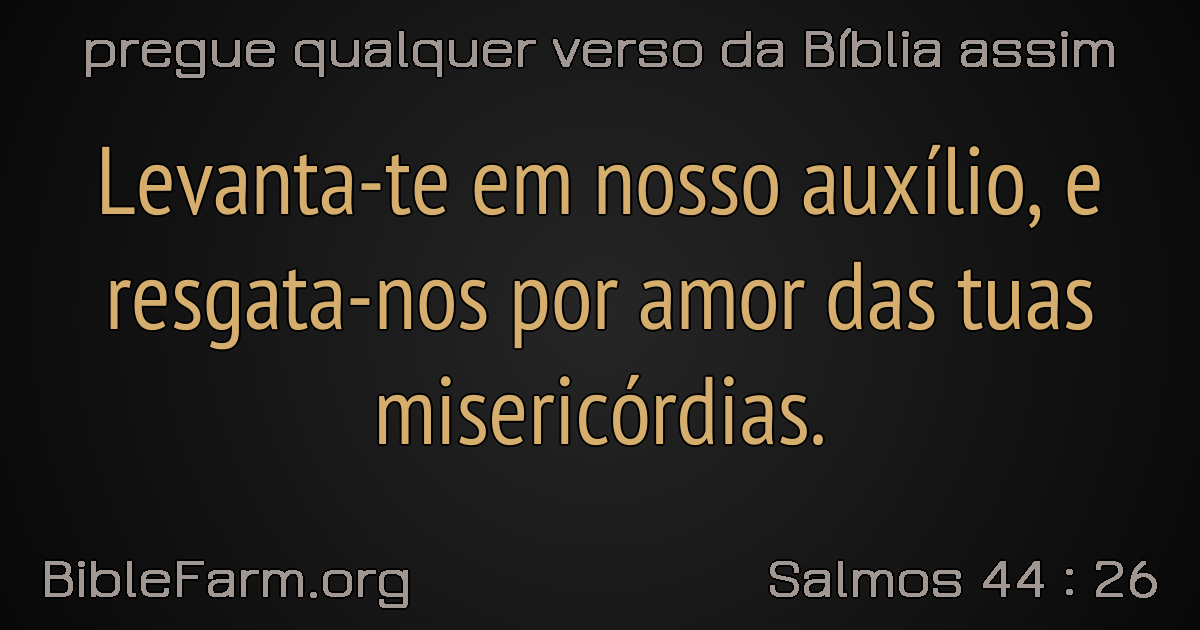 pregue qualquer verso da Bíblia assim
Levanta-te em nosso auxílio, e
resgata-nos por amor das tuas
misericórdias.
BibleFarm.org
Salmos 44 : 26